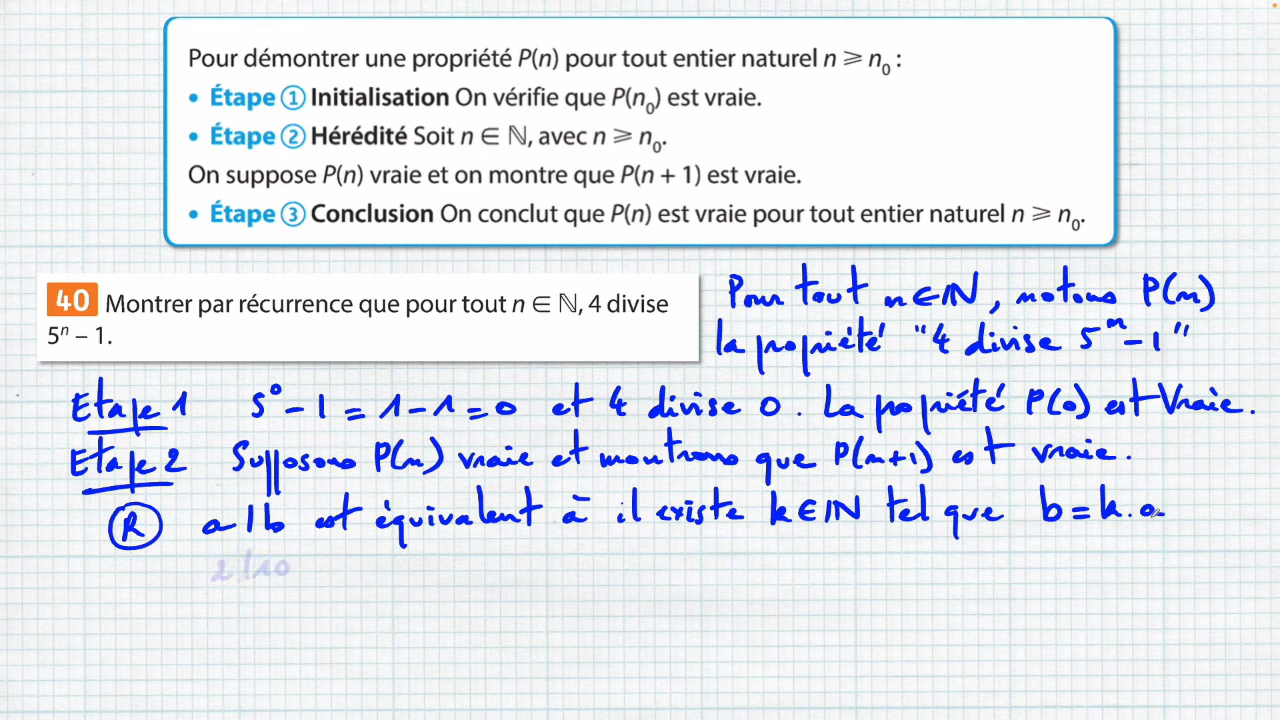 Pour démontrer une propriété P(n) pour tout entier naturel n ⩾ n₀ :
• Étape ① Initialisation On vérifie que P(n₀) est vraie.
• Étape ② Hérédité Soit n ∈ ℕ, avec n ⩾ n₀.
On suppose P(n) vraie et on montre que P(n + 1) est vraie.
• Étape ③ Conclusion On conclut que P(n) est vraie pour tout entier naturel n ⩾ n₀.
40 Montrer par récurrence que pour tout n ∈ ℕ, 4 divise
5ⁿ – 1.
Pour tout n ∈ ℕ, notons P(n)
la propriété "4 divise 5ⁿ - 1"
Etape 1 5⁰ - 1 = 1 - 1 = 0 et 4 divise 0. La propriété P(0) est Vraie.
Etape 2 Supposons P(n) vraie et montrons que P(n+1) est vraie.
R a | b est équivalent à il existe k ∈ ℕ tel que b = k.a
2 | 10